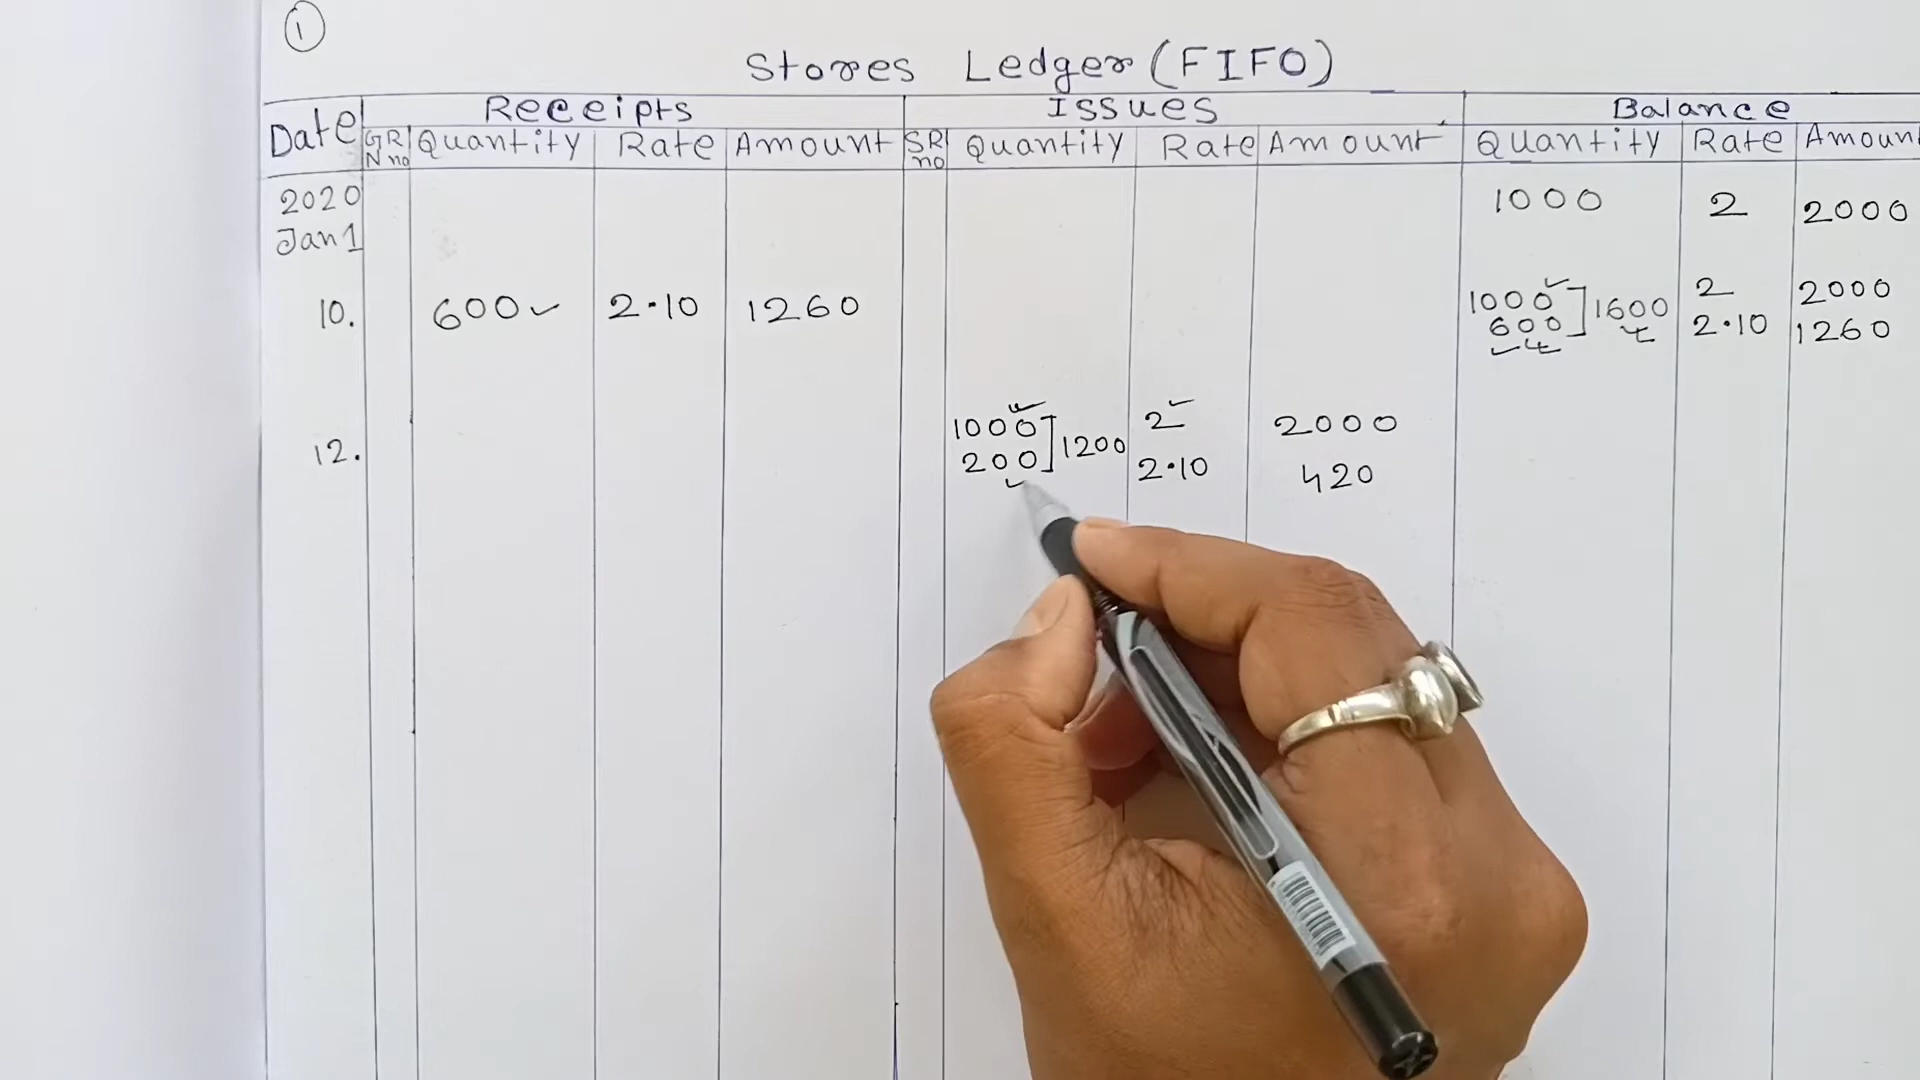 1
Stores Ledger (FIFO)
Date Receipts Issues Balance
GR N no Quantity Rate Amount SR no Quantity Rate Amount Quantity Rate Amoun
2020 Jan 1 1000 2 2000
10. 600 2.10 1260 1000 600 ] 1600 2 2.10 2000 1260
12. 1000 200 ] 1200 2 2.10 2000 420